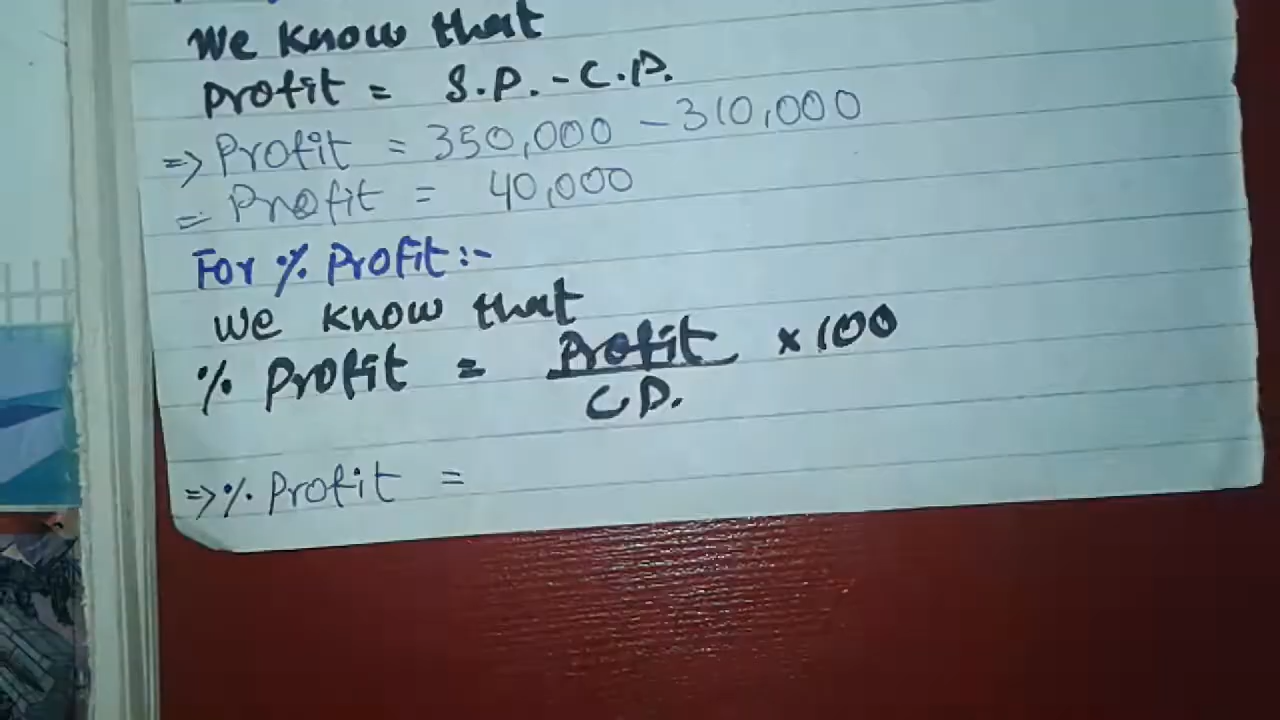 We know that
Profit = S.P. - C.P.
=> Profit = 350,000 - 310,000
= Profit = 40,000
For % Profit :-
We know that
% Profit = Profit / C.P. × 100
=> % Profit =